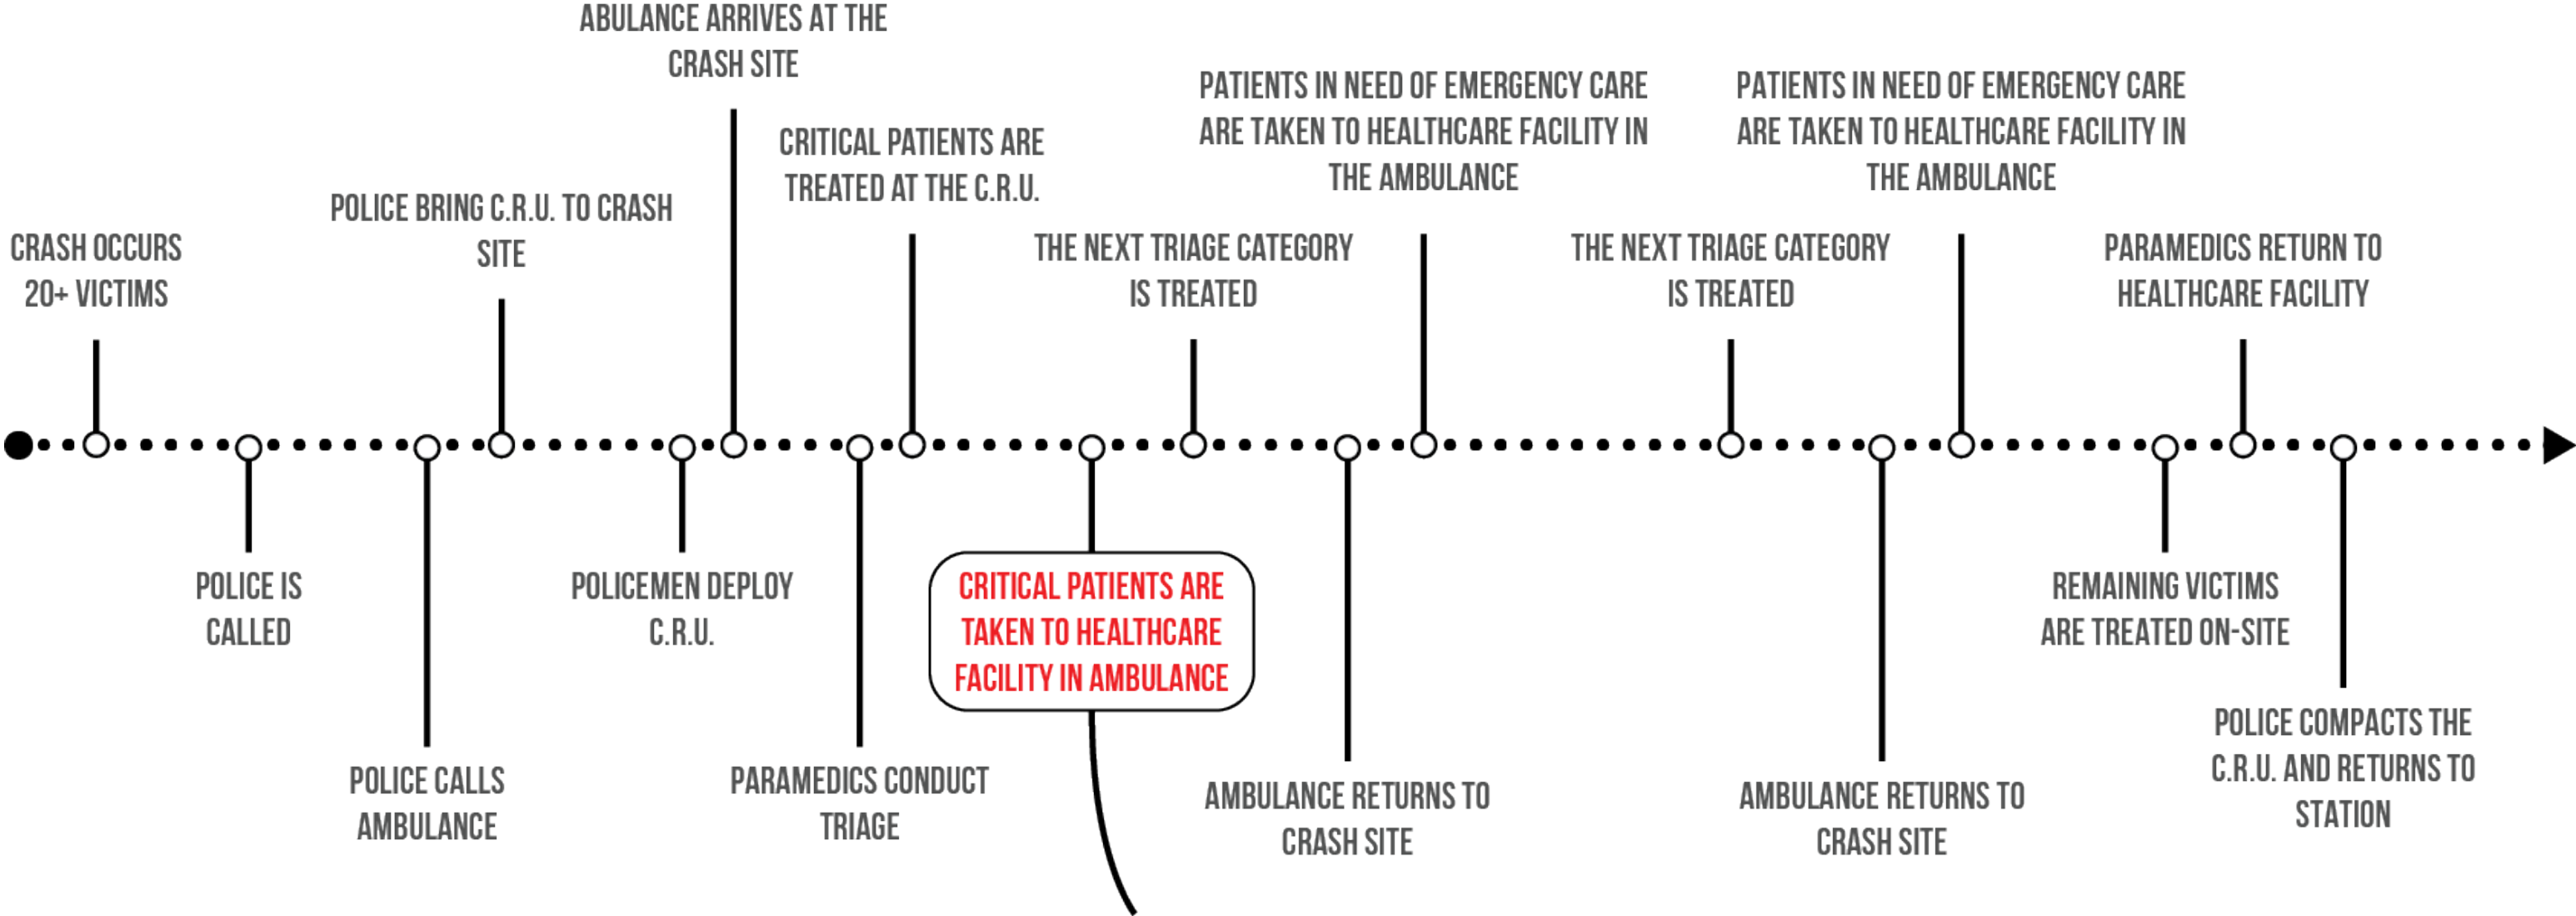 CRASH OCCURS
20+ VICTIMS
POLICE IS
CALLED
POLICE CALLS
AMBULANCE
POLICE BRING C.R.U. TO CRASH
SITE
POLICEMEN DEPLOY
C.R.U.
ABULANCE ARRIVES AT THE
CRASH SITE
PARAMEDICS CONDUCT
TRIAGE
CRITICAL PATIENTS ARE
TREATED AT THE C.R.U.
CRITICAL PATIENTS ARE
TAKEN TO HEALTHCARE
FACILITY IN AMBULANCE
THE NEXT TRIAGE CATEGORY
IS TREATED
AMBULANCE RETURNS TO
CRASH SITE
PATIENTS IN NEED OF EMERGENCY CARE
ARE TAKEN TO HEALTHCARE FACILITY IN
THE AMBULANCE
THE NEXT TRIAGE CATEGORY
IS TREATED
AMBULANCE RETURNS TO
CRASH SITE
PATIENTS IN NEED OF EMERGENCY CARE
ARE TAKEN TO HEALTHCARE FACILITY IN
THE AMBULANCE
REMAINING VICTIMS
ARE TREATED ON-SITE
PARAMEDICS RETURN TO
HEALTHCARE FACILITY
POLICE COMPACTS THE
C.R.U. AND RETURNS TO
STATION